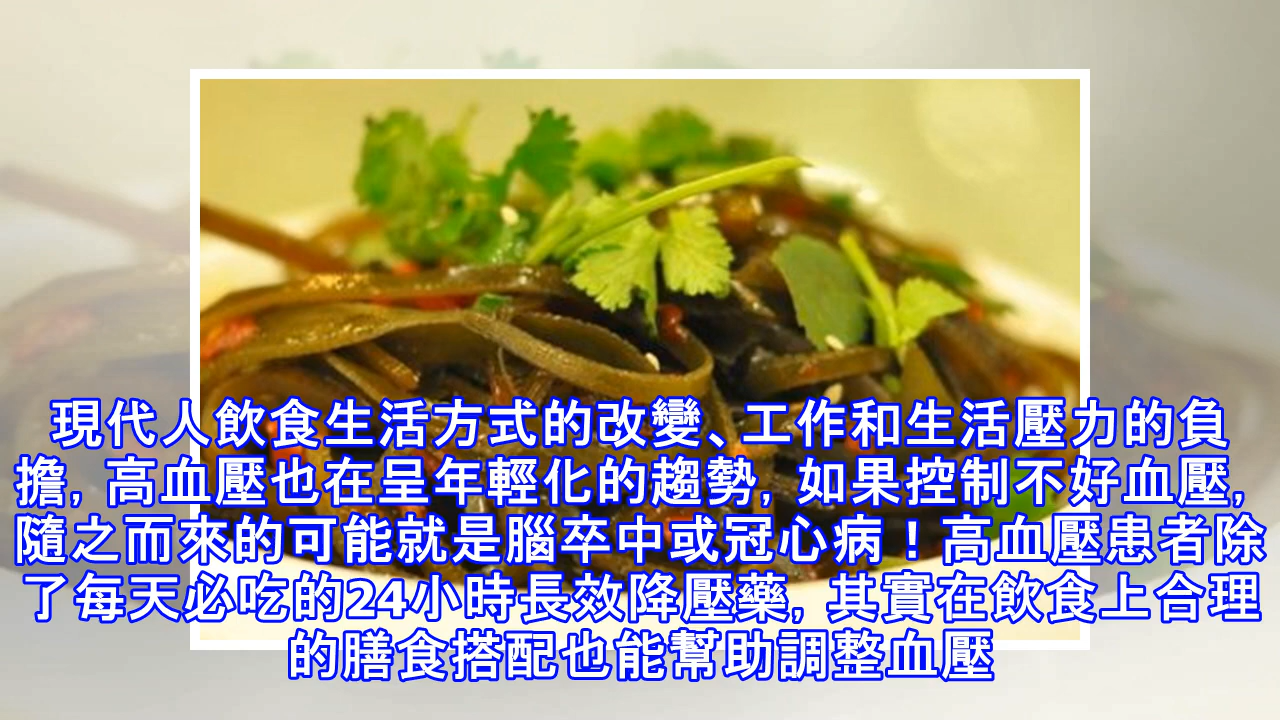 現代人飲食生活方式的改變、工作和生活壓力的負
擔, 高血壓也在呈年輕化的趨勢, 如果控制不好血壓,
隨之而來的可能就是腦卒中或冠心病！高血壓患者除
了每天必吃的24小時長效降壓藥, 其實在飲食上合理
的膳食搭配也能幫助調整血壓